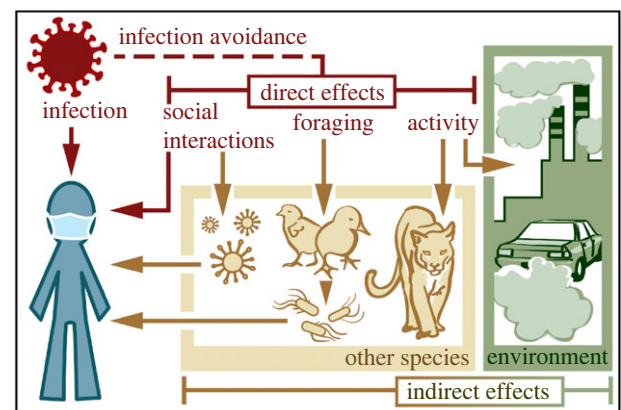 infection avoidance
direct effects
infection
social
interactions
foraging
activity
other species
environment
indirect effects